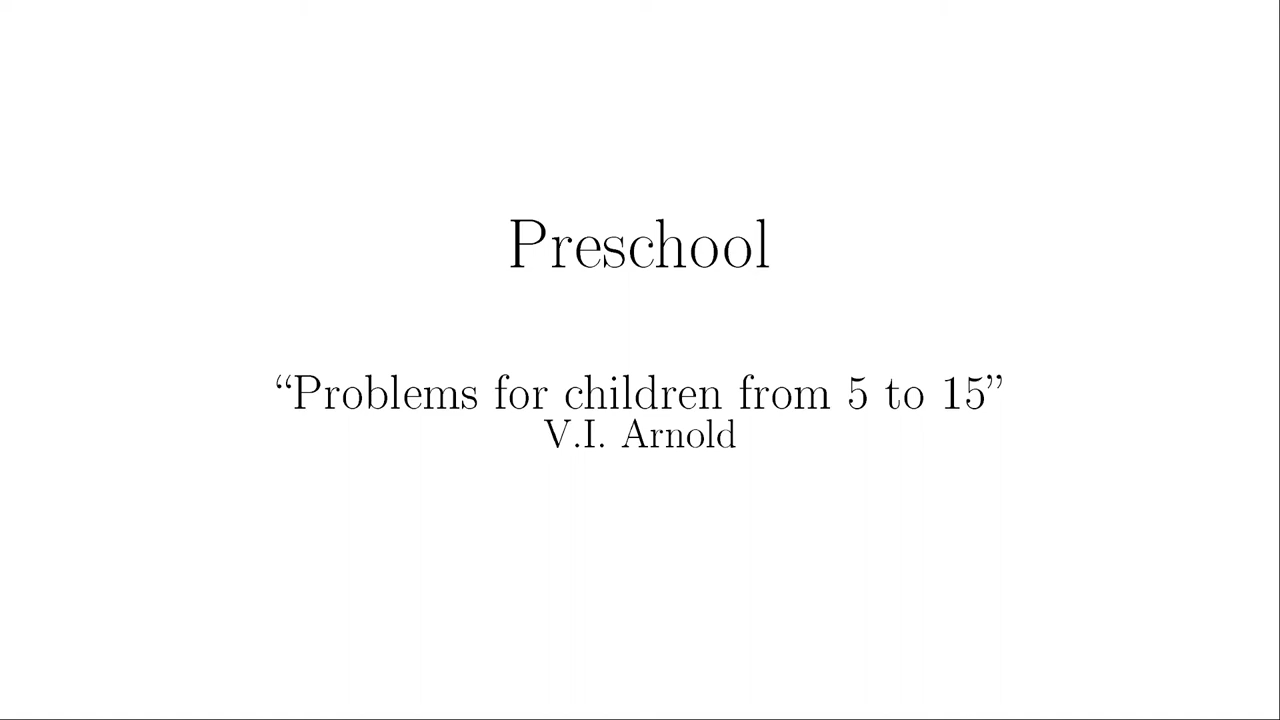 Preschool
“Problems for children from 5 to 15”
V.I. Arnold